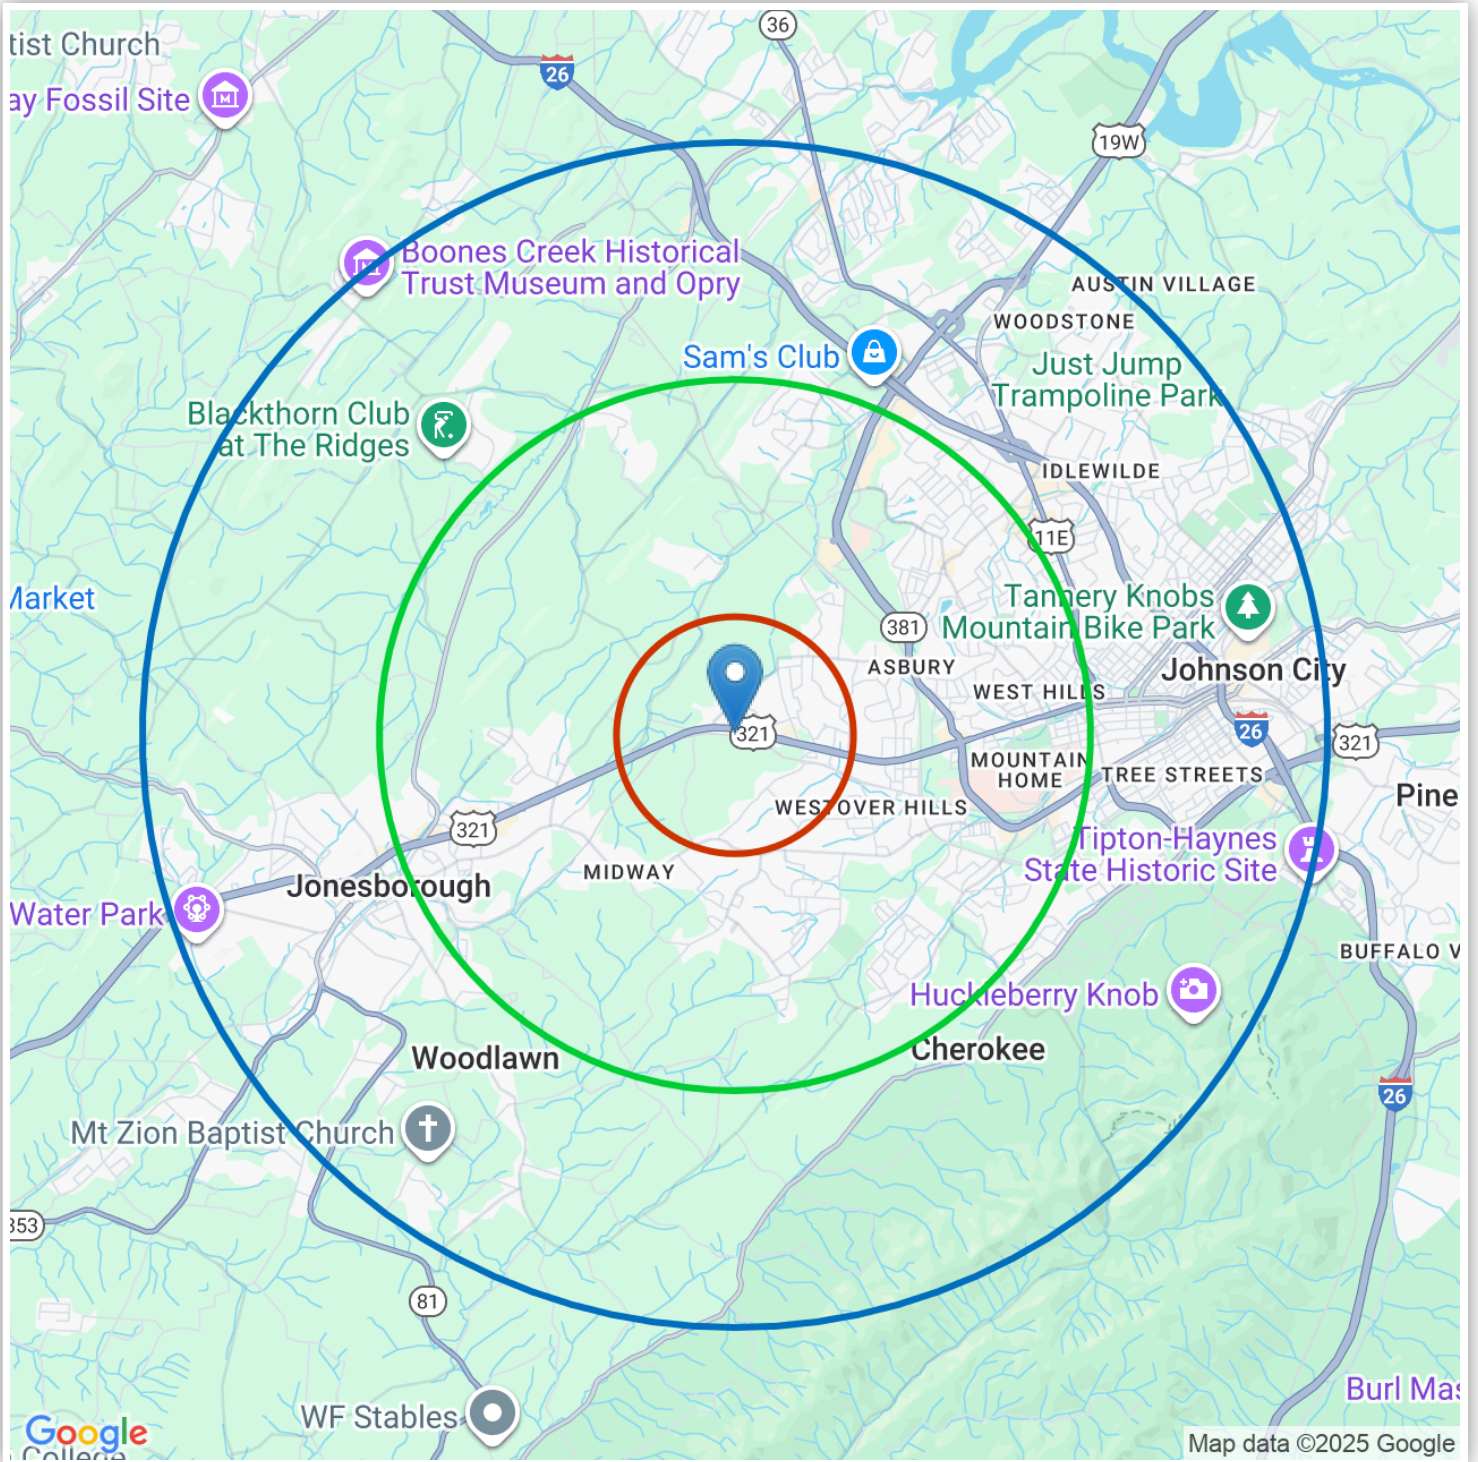 36
tist Church
26
ay Fossil Site
19W
Boones Creek Historical
Trust Museum and Opry
AUSTIN VILLAGE
WOODSTONE
Sam's Club
Just Jump
Trampoline Park
Blackthorn Club
at The Ridges
IDLEWILDE
11E
Market
Tannery Knobs
Mountain Bike Park
381
ASBURY
Johnson City
WEST HILLS
321
26
321
MOUNTAIN
HOME
TREE STREETS
Pine
WESTOVER HILLS
321
Tipton-Haynes
State Historic Site
MIDWAY
Jonesborough
Water Park
BUFFALO V
Huckleberry Knob
Cherokee
Woodlawn
26
Mt Zion Baptist Church
353
81
Burl Mas
WF Stables
Google
College
Map data ©2025 Google